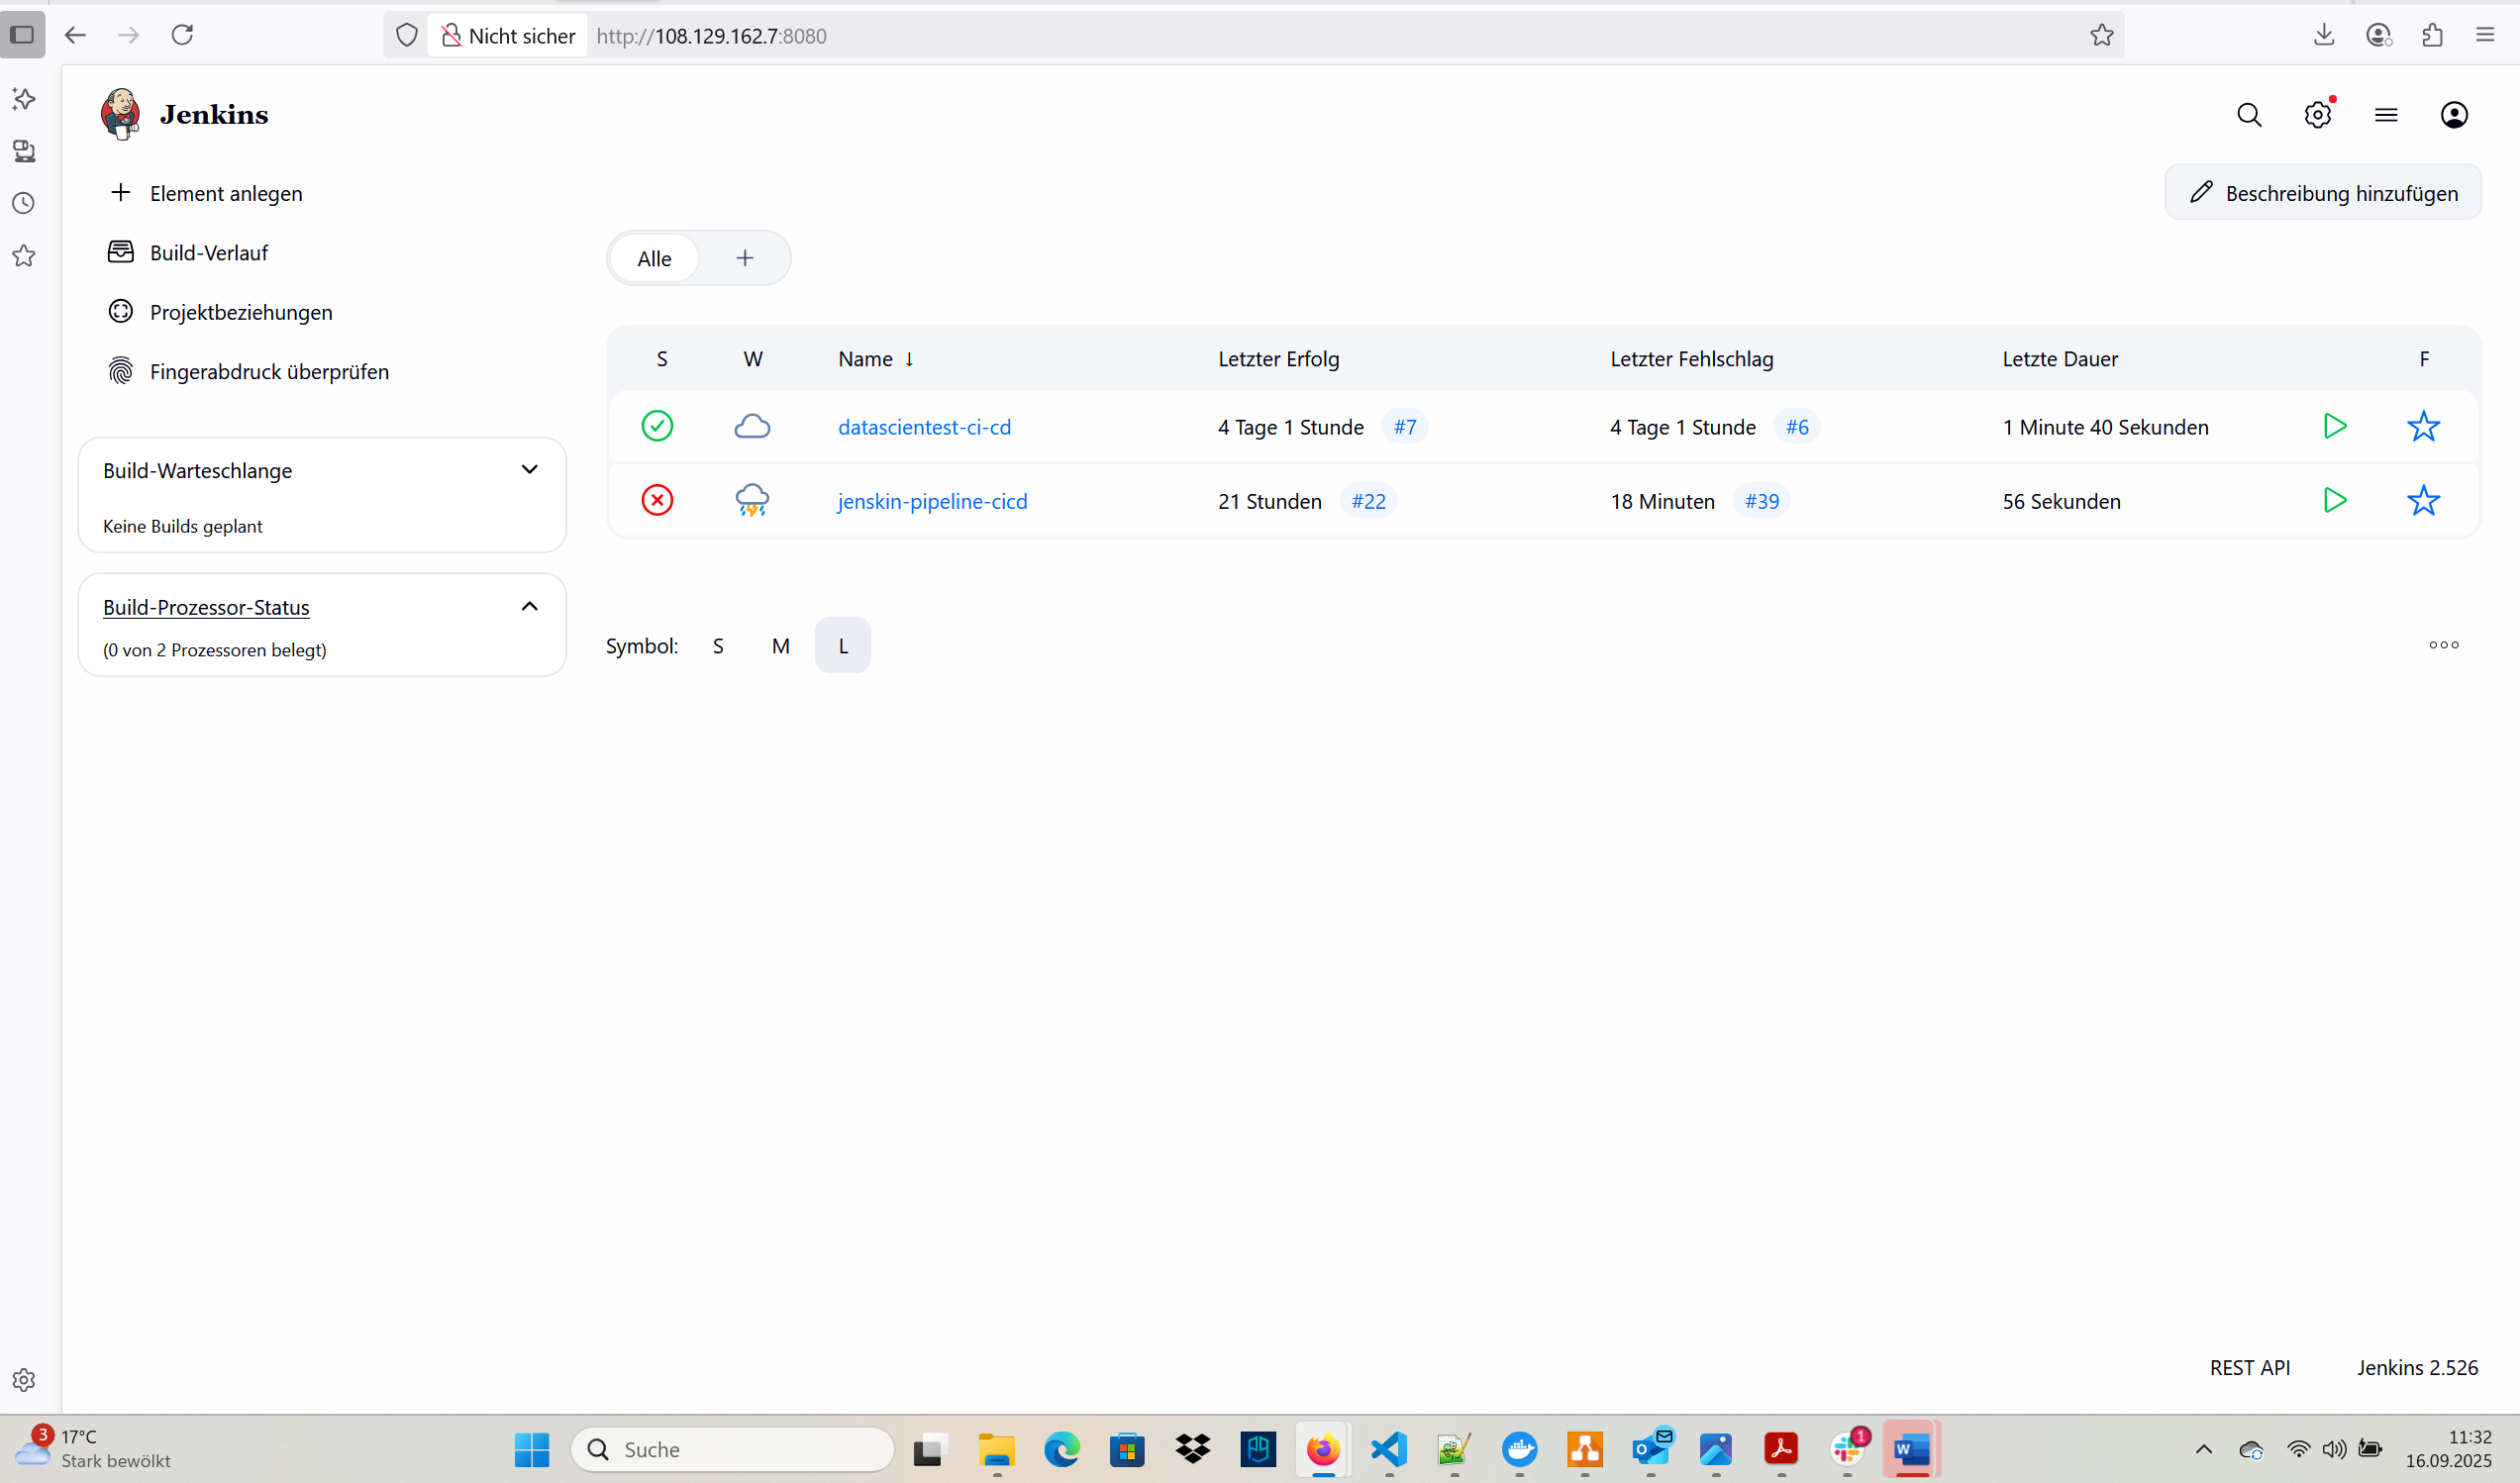 Nicht sicher http://108.129.162.7:8080
Jenkins
Element anlegen
Build-Verlauf
Projektbeziehungen
Fingerabdruck überprüfen
Build-Warteschlange
Keine Builds geplant
Build-Prozessor-Status
(0 von 2 Prozessoren belegt)
Beschreibung hinzufügen
Alle +
S W Name ↓ Letzter Erfolg Letzter Fehlschlag Letzte Dauer F
datascientest-ci-cd 4 Tage 1 Stunde #7 4 Tage 1 Stunde #6 1 Minute 40 Sekunden
jenskin-pipeline-cicd 21 Stunden #22 18 Minuten #39 56 Sekunden
Symbol: S M L
REST API Jenkins 2.526
3
17°C
Stark bewölkt
Suche
1
11:32
16.09.2025